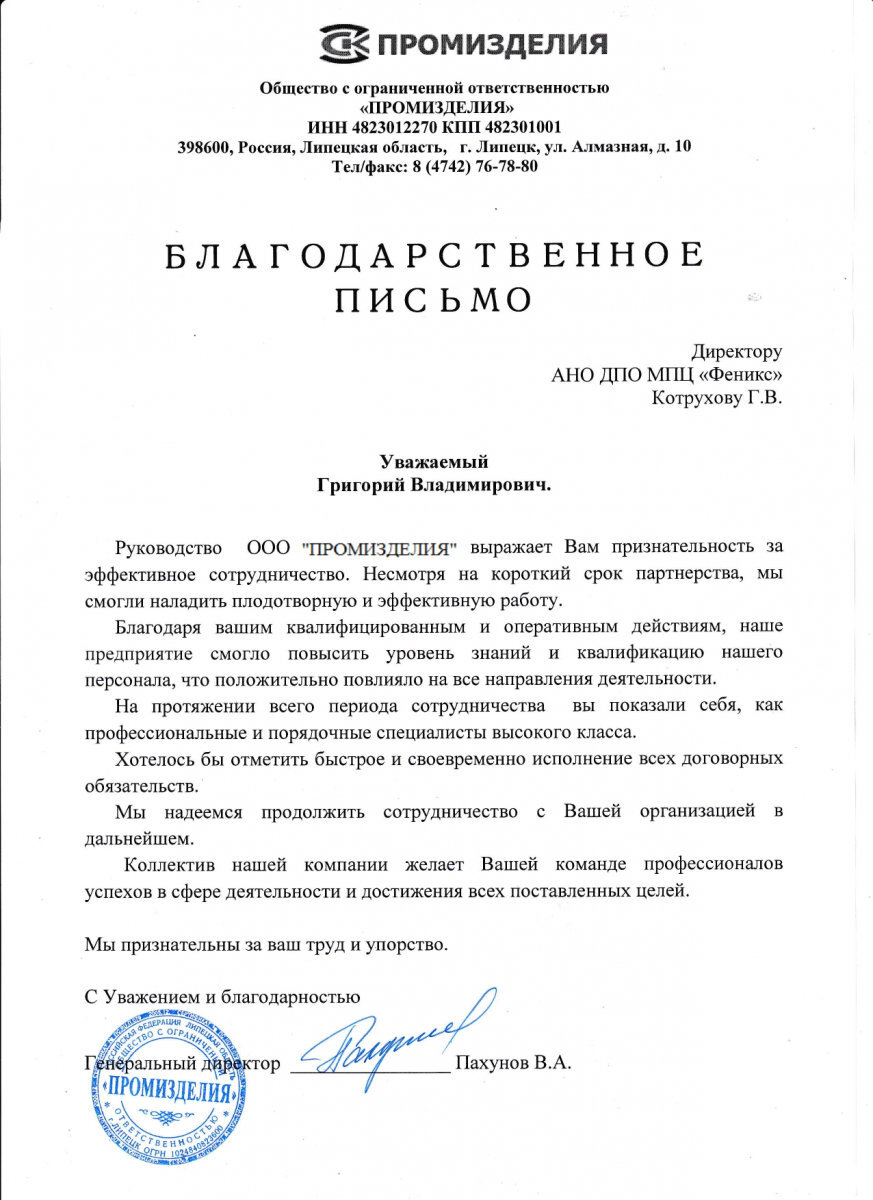 ПРОМИЗДЕЛИЯ
Общество с ограниченной ответственностью
«ПРОМИЗДЕЛИЯ»
ИНН 4823012270 КПП 482301001
398600, Россия, Липецкая область, г. Липецк, ул. Алмазная, д. 10
Тел/факс: 8 (4742) 76-78-80
БЛАГОДАРСТВЕННОЕ
ПИСЬМО
Директору
АНО ДПО МПЦ «Феникс»
Котрухову Г.В.
Уважаемый
Григорий Владимирович.
Руководство ООО "ПРОМИЗДЕЛИЯ" выражает Вам признательность за
эффективное сотрудничество. Несмотря на короткий срок партнерства, мы
смогли наладить плодотворную и эффективную работу.
Благодаря вашим квалифицированным и оперативным действиям, наше
предприятие смогло повысить уровень знаний и квалификацию нашего
персонала, что положительно повлияло на все направления деятельности.
На протяжении всего периода сотрудничества вы показали себя, как
профессиональные и порядочные специалисты высокого класса.
Хотелось бы отметить быстрое и своевременно исполнение всех договорных
обязательств.
Мы надеемся продолжить сотрудничество с Вашей организацией в
дальнейшем.
Коллектив нашей компании желает Вашей команде профессионалов
успехов в сфере деятельности и достижения всех поставленных целей.
Мы признательны за ваш труд и упорство.
С Уважением и благодарностью
Генеральный директор ________________ Пахунов В.А.
РОССИЙСКАЯ ФЕДЕРАЦИЯ ЛИПЕЦКАЯ ОБЛАСТЬ
ОБЩЕСТВО С ОГРАНИЧЕННОЙ
«ПРОМИЗДЕЛИЯ»
ОТВЕТСТВЕННОСТЬЮ
г.ЛИПЕЦК ОГРН 1024840823600